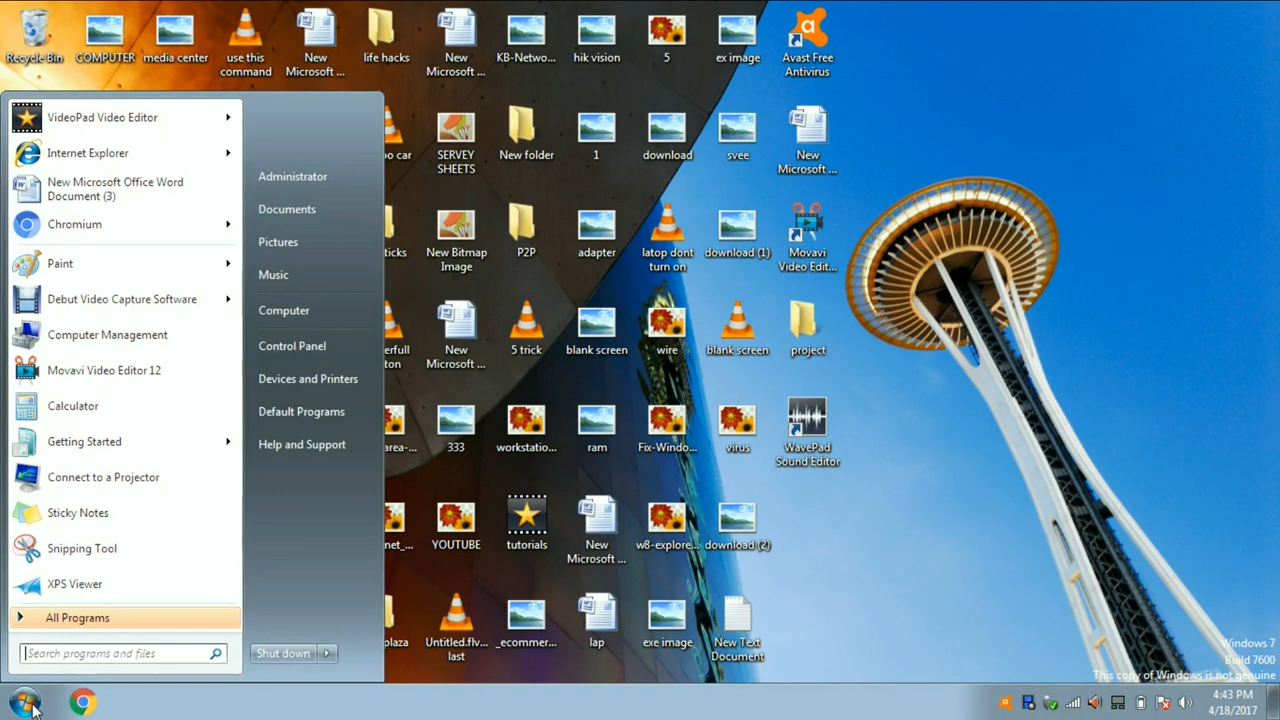 Recycle Bin
COMPUTER
media center
use this
command
New
Microsoft ...
life hacks
New
Microsoft ...
KB-Netwo...
hik vision
5
ex image
Avast Free
Antivirus
oo car
SERVEY
SHEETS
New folder
1
download
svee
New
Microsoft ...
ticks
New Bitmap
Image
P2P
adapter
latop dont
turn on
download (1)
Movavi
Video Edit...
erfull
ton
New
Microsoft ...
5 trick
blank screen
wire
blank screen
project
area-...
333
workstatio...
ram
Fix-Windo...
virus
WavePad
Sound Editor
net_...
YOUTUBE
tutorials
New
Microsoft ...
w8-explore...
download (2)
plaza
Untitled.flv...
last
_ecommer...
lap
exe image
New Text
Document
VideoPad Video Editor
Internet Explorer
New Microsoft Office Word
Document (3)
Chromium
Paint
Debut Video Capture Software
Computer Management
Movavi Video Editor 12
Calculator
Getting Started
Connect to a Projector
Sticky Notes
Snipping Tool
XPS Viewer
All Programs
Search programs and files
Administrator
Documents
Pictures
Music
Computer
Control Panel
Devices and Printers
Default Programs
Help and Support
Shut down
Windows 7
Build 7600
This copy of Windows is not genuine
4:43 PM
4/18/2017